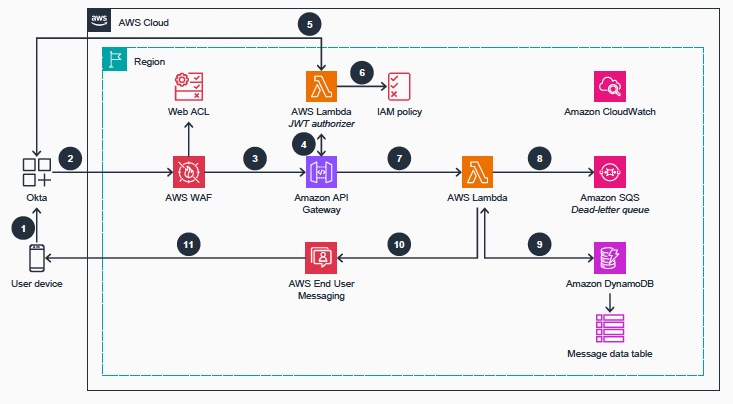 aws
AWS Cloud
5
Region
6
Web ACL
AWS Lambda
JWT authorizer
IAM policy
Amazon CloudWatch
2
3
4
7
8
Okta
AWS WAF
Amazon API
Gateway
AWS Lambda
Amazon SQS
Dead-letter queue
1
11
10
9
User device
AWS End User
Messaging
Amazon DynamoDB
Message data table